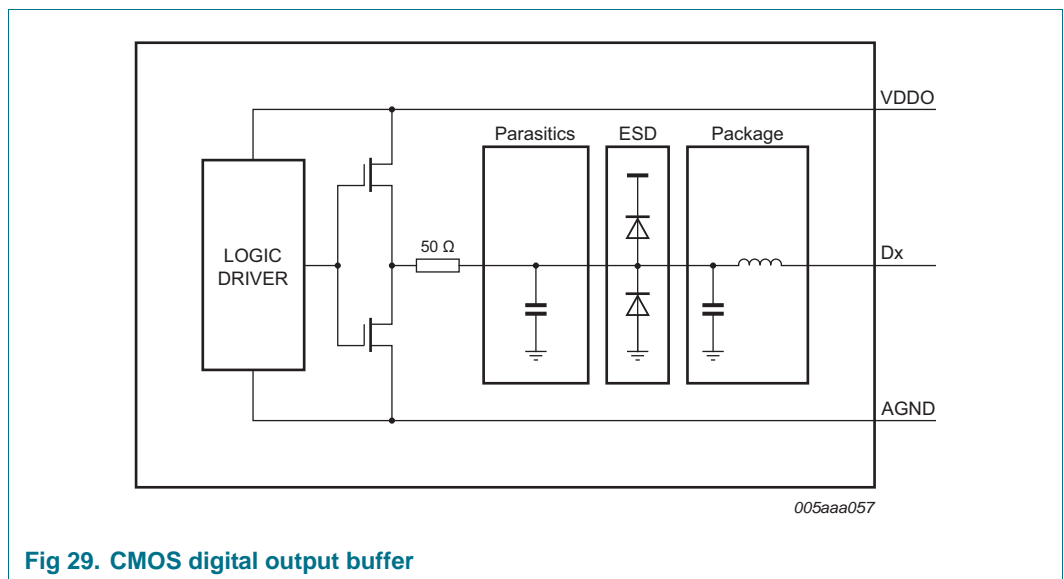 VDDO
Parasitics ESD Package
LOGIC
DRIVER
50 Ω
Dx
AGND
005aaa057
Fig 29. CMOS digital output buffer